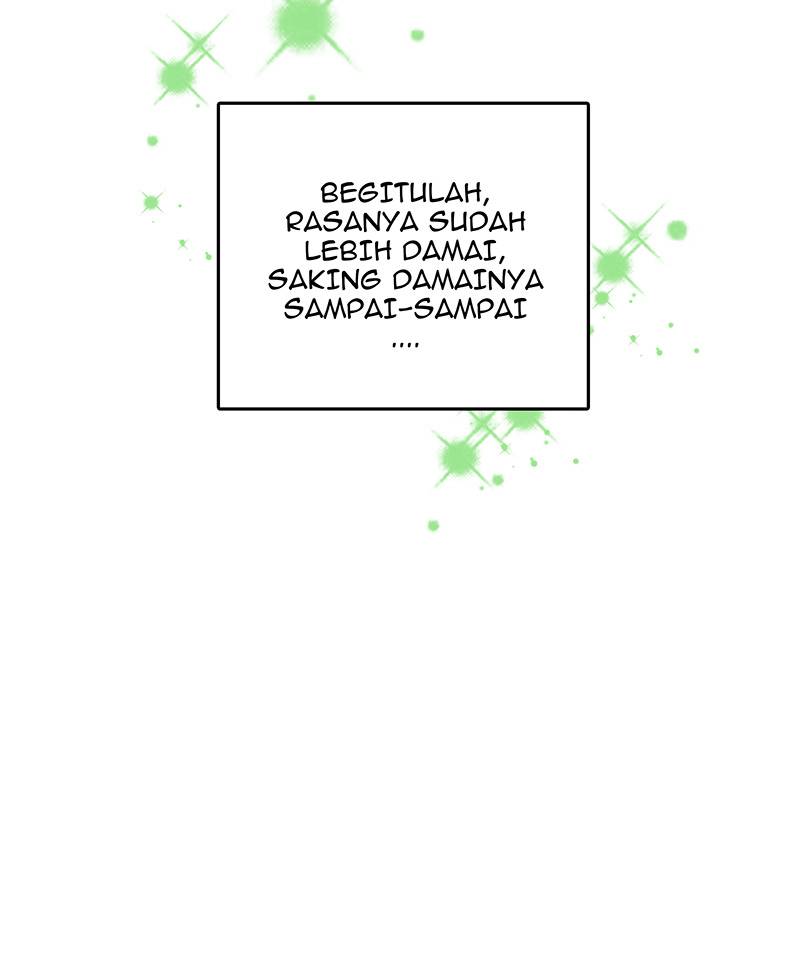 BEGITULAH,
RASANYA SUDAH
LEBIH DAMAI,
SAKING DAMAINYA
SAMPAI-SAMPAI
....